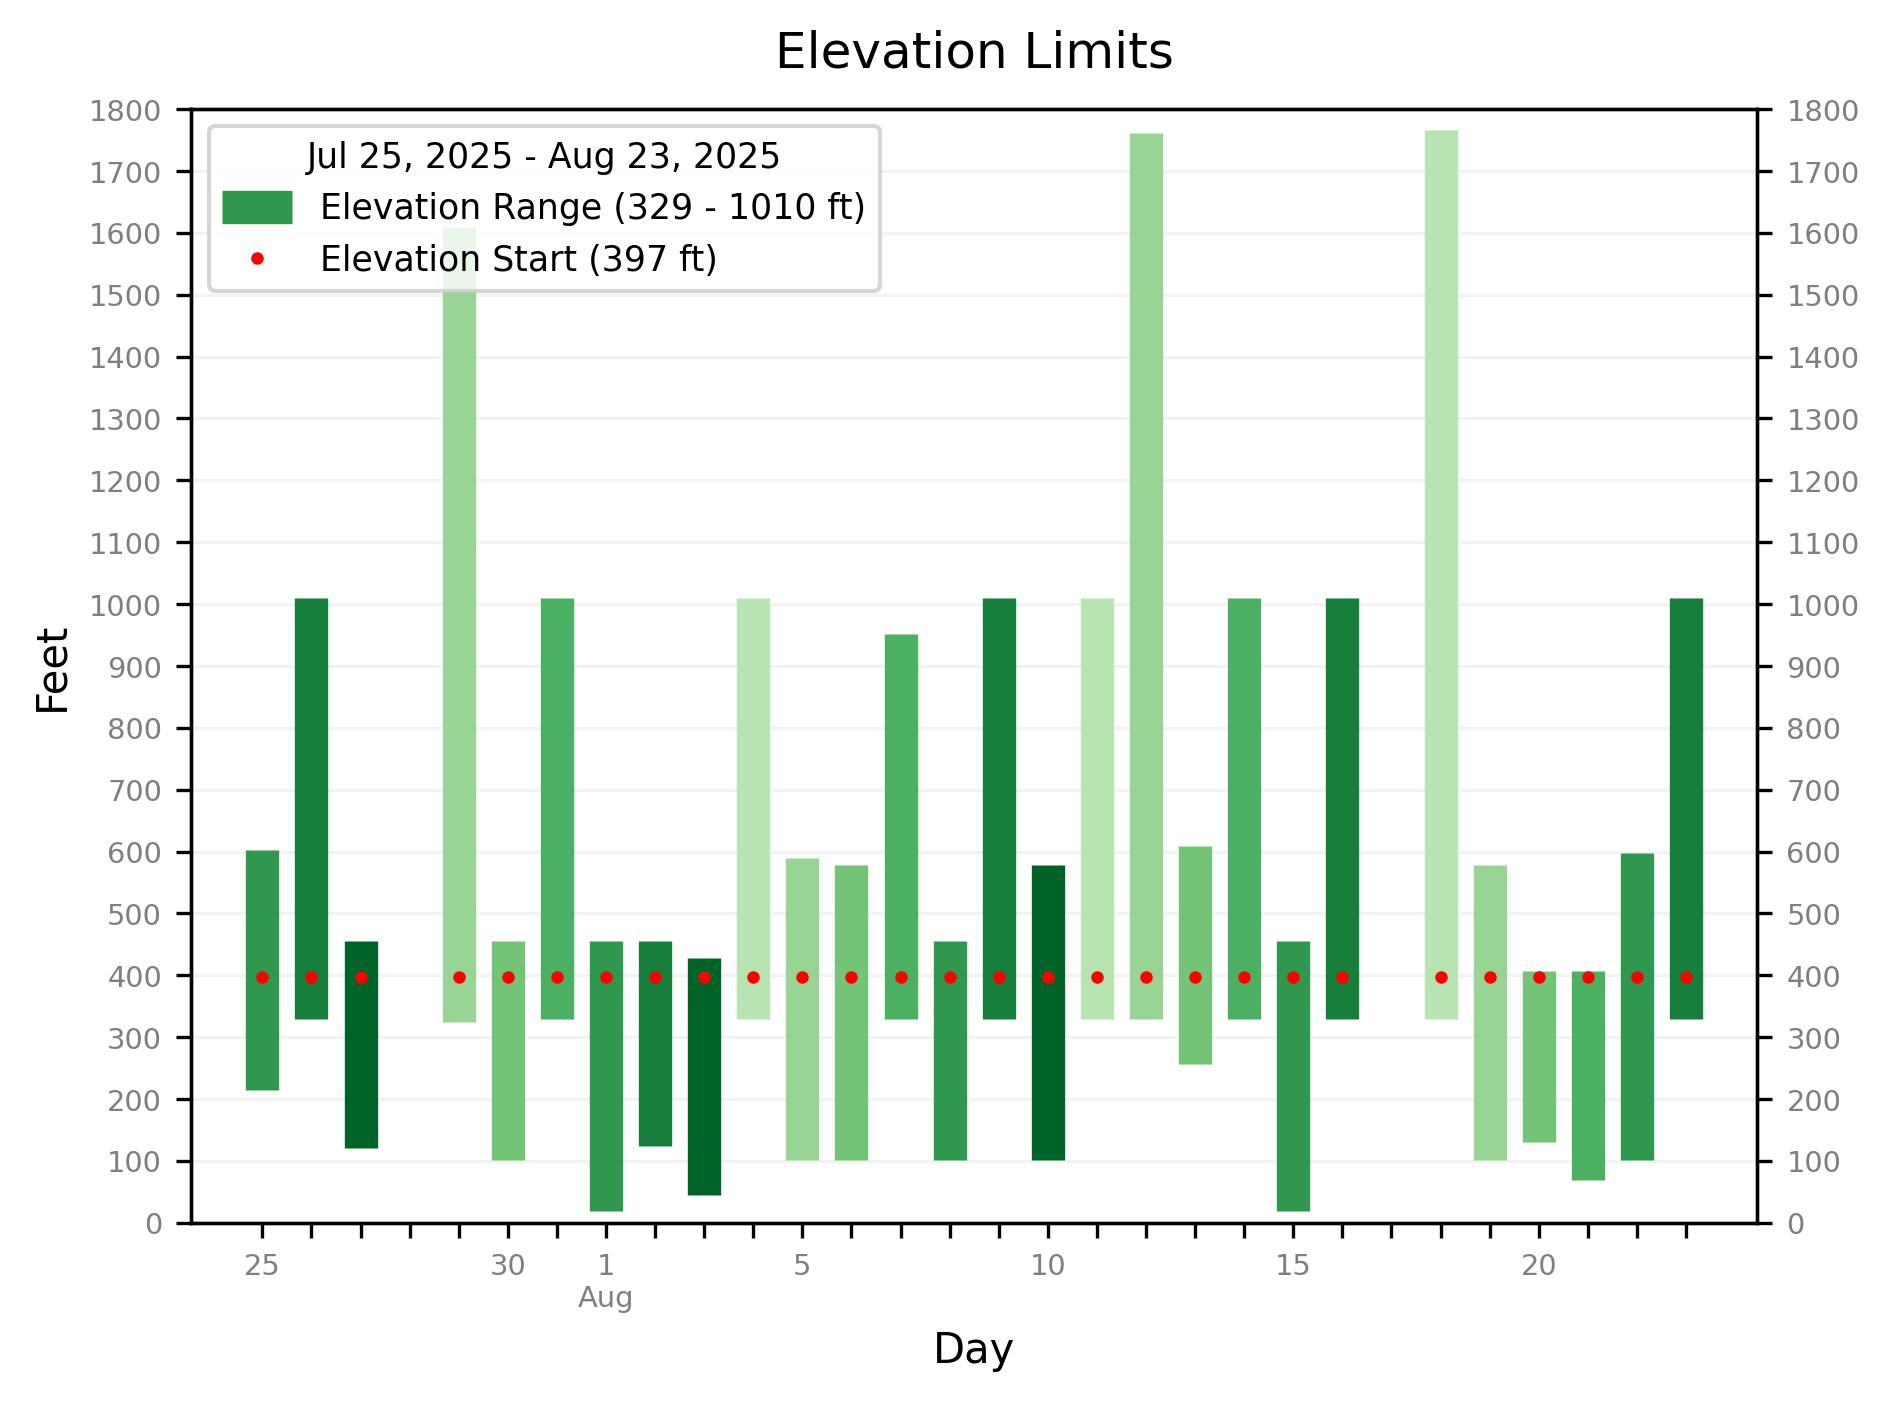 Elevation Limits
Jul 25, 2025 - Aug 23, 2025
Elevation Range (329 - 1010 ft)
Elevation Start (397 ft)
1800 1800
1700 1700
1600 1600
1500 1500
1400 1400
1300 1300
1200 1200
1100 1100
1000 1000
900 900
800 800
700 700
600 600
500 500
400 400
300 300
200 200
100 100
0 0
Feet
25 30 1 5 10 15 20
Aug
Day